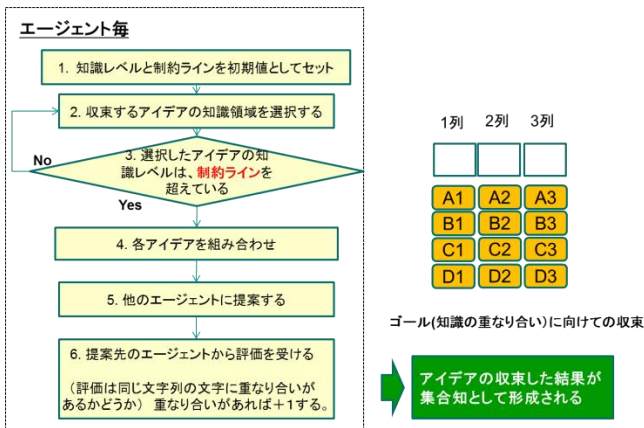 エージェント毎
1. 知識レベルと制約ラインを初期値としてセット
2. 収束するアイデアの知識領域を選択する
No
3. 選択したアイデアの知
識レベルは、制約ラインを
超えている
Yes
4. 各アイデアを組み合わせ
5. 他のエージェントに提案する
6. 提案先のエージェントから評価を受ける
(評価は同じ文字列の文字に重なり合いが
あるかどうか) 重なり合いがあれば+1する。
1列 2列 3列
A1 A2 A3
B1 B2 B3
C1 C2 C3
D1 D2 D3
ゴール(知識の重なり合い)に向けての収束
アイデアの収束した結果が
集合知として形成される